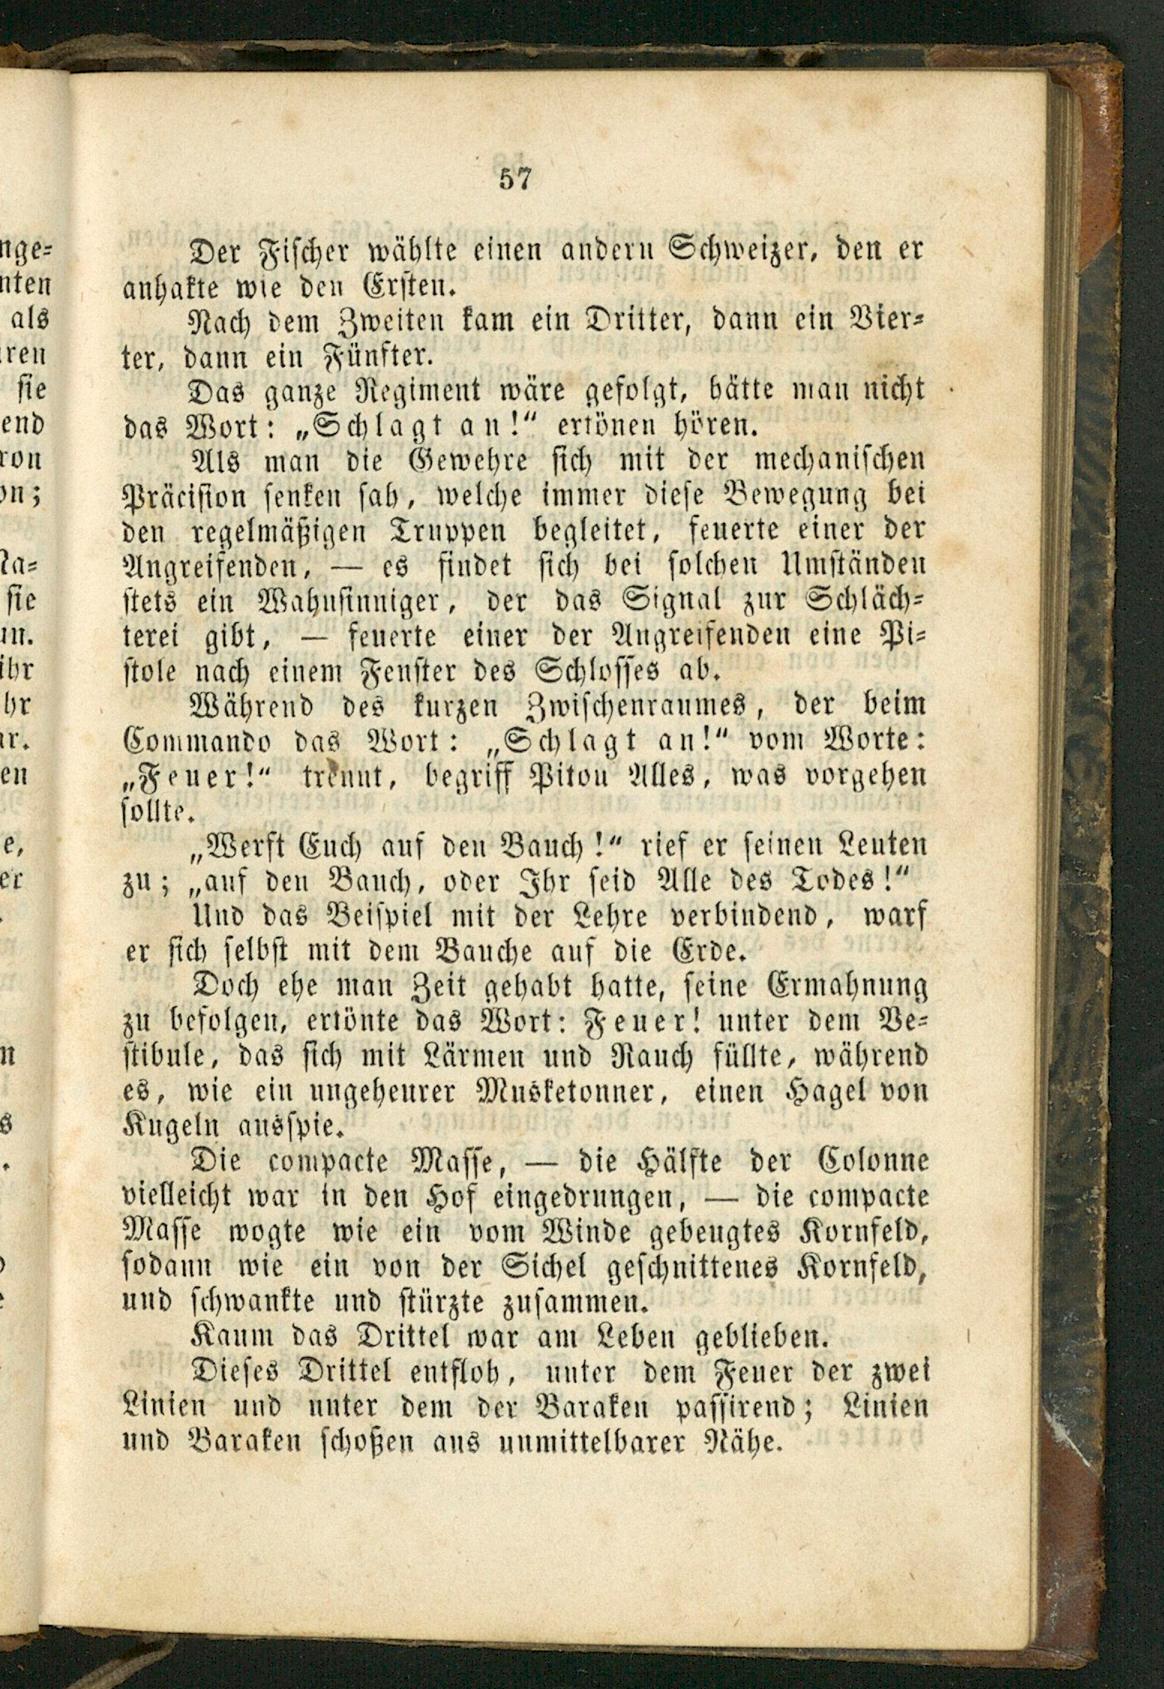 57
Der Fischer wählte einen andern Schweizer, den er
anhakte wie den Ersten.
Nach dem Zweiten kam ein Dritter, dann ein Vier-
ter, dann ein Fünfter.
Das ganze Regiment wäre gefolgt, hätte man nicht
das Wort: „Schlagt an!“ ertönen hören.
Als man die Gewehre sich mit der mechanischen
Präcision senken sah, welche immer diese Bewegung bei
den regelmäßigen Truppen begleitet, feuerte einer der
Angreifenden, — es findet sich bei solchen Umständen
stets ein Wahnsinniger, der das Signal zur Schläch-
terei gibt, — feuerte einer der Angreifenden eine Pi-
stole nach einem Fenster des Schlosses ab.
Während des kurzen Zwischenraumes, der beim
Commando das Wort: „Schlagt an!“ vom Worte:
„Feuer!“ trennt, begriff Pitou Alles, was vorgehen
sollte.
„Werft Euch auf den Bauch!“ rief er seinen Leuten
zu; „auf den Bauch, oder Ihr seid Alle des Todes!“
Und das Beispiel mit der Lehre verbindend, warf
er sich selbst mit dem Bauche auf die Erde.
Doch ehe man Zeit gehabt hatte, seine Ermahnung
zu befolgen, ertönte das Wort: Feuer! unter dem Ve-
stibule, das sich mit Lärmen und Rauch füllte, während
es, wie ein ungeheurer Musketonner, einen Hagel von
Kugeln ausspie.
Die compacte Masse, — die Hälfte der Colonne
vielleicht war in den Hof eingedrungen, — die compacte
Masse wogte wie ein vom Winde gebeugtes Kornfeld,
sodann wie ein von der Sichel geschnittenes Kornfeld,
und schwankte und stürzte zusammen.
Kaum das Drittel war am Leben geblieben.
Dieses Drittel entfloh, unter dem Feuer der zwei
Linien und unter dem der Baraken passirend; Linien
und Baraken schoßen aus unmittelbarer Nähe.